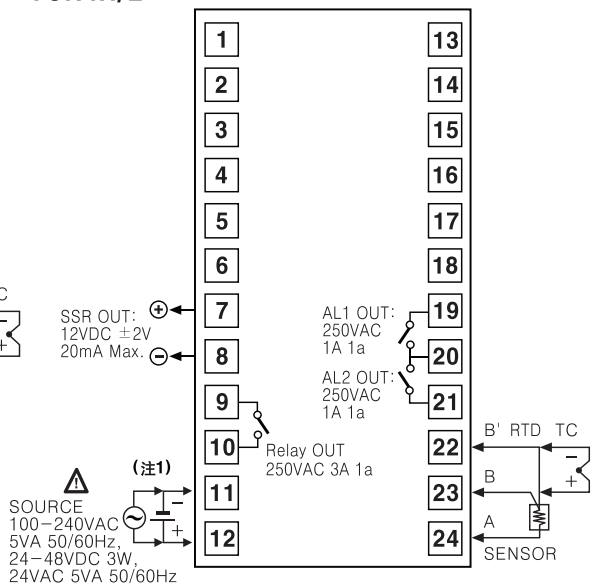 1 13
2 14
3 15
4 16
5 17
6 18
7 19
8 20
9 21
10 22
11 23
12 24
SSR OUT:
12VDC ±2V
20mA Max.
AL1 OUT:
250VAC
1A 1a
AL2 OUT:
250VAC
1A 1a
Relay OUT
250VAC 3A 1a
B' RTD TC
B
A
SENSOR
(注1)
SOURCE
100-240VAC
5VA 50/60Hz,
24-48VDC 3W,
24VAC 5VA 50/60Hz